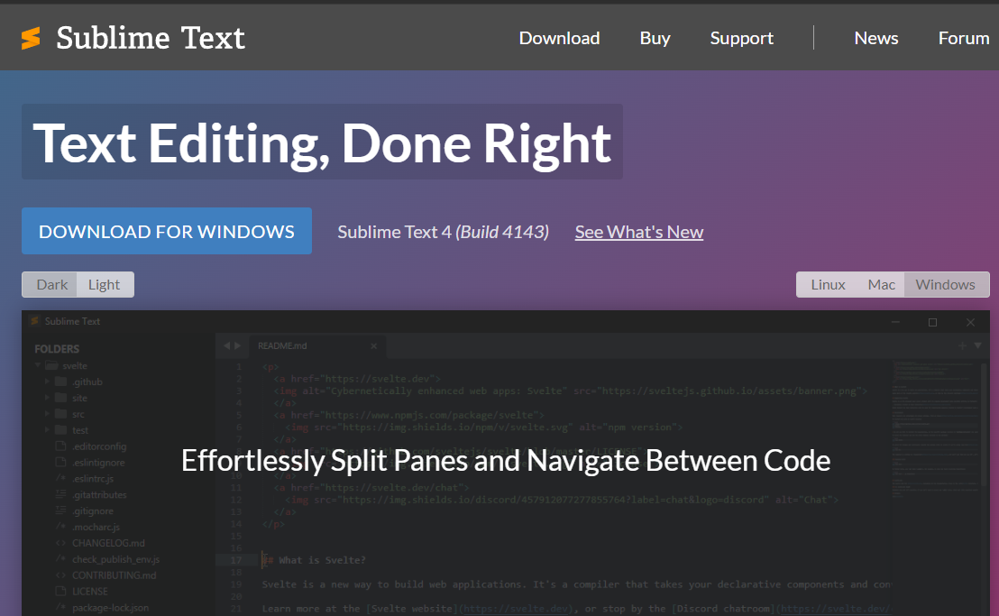 Sublime Text
Download Buy Support News Forum
Text Editing, Done Right
DOWNLOAD FOR WINDOWS Sublime Text 4 (Build 4143) See What's New
Dark Light Linux Mac Windows
Sublime Text
FOLDERS
svelte
.github
site
src
test
.editorconfig
.eslintignore
.eslintrc.js
.gitattributes
.gitignore
.mocharc.js
CHANGELOG.md
check_publish_env.js
CONTRIBUTING.md
LICENSE
package-lock.json
README.md
1 <p>
2 <a href="https://svelte.dev">
3 <img alt="Cybernetically enhanced web apps: Svelte" src="https://sveltejs.github.io/assets/banner.png">
4 </a>
5 <a href="https://www.npmjs.com/package/svelte">
6 <img src="https://img.shields.io/npm/v/svelte.svg" alt="npm version">
7 </a>
8 <a href="https://github.com/sveltejs/svelte/blob/master/LICENSE">
Effortlessly Split Panes and Navigate Between Code
10 </a>
11 <a href="https://svelte.dev/chat">
12 <img src="https://img.shields.io/discord/457912077277855764?label=chat&logo=discord" alt="Chat">
13 </a>
14 </p>
15
16
17 ## What is Svelte?
18
19 Svelte is a new way to build web applications. It's a compiler that takes your declarative components and con
20
21 Learn more at the [Svelte website](https://svelte.dev), or stop by the [Discord chatroom](https://svelte.dev/